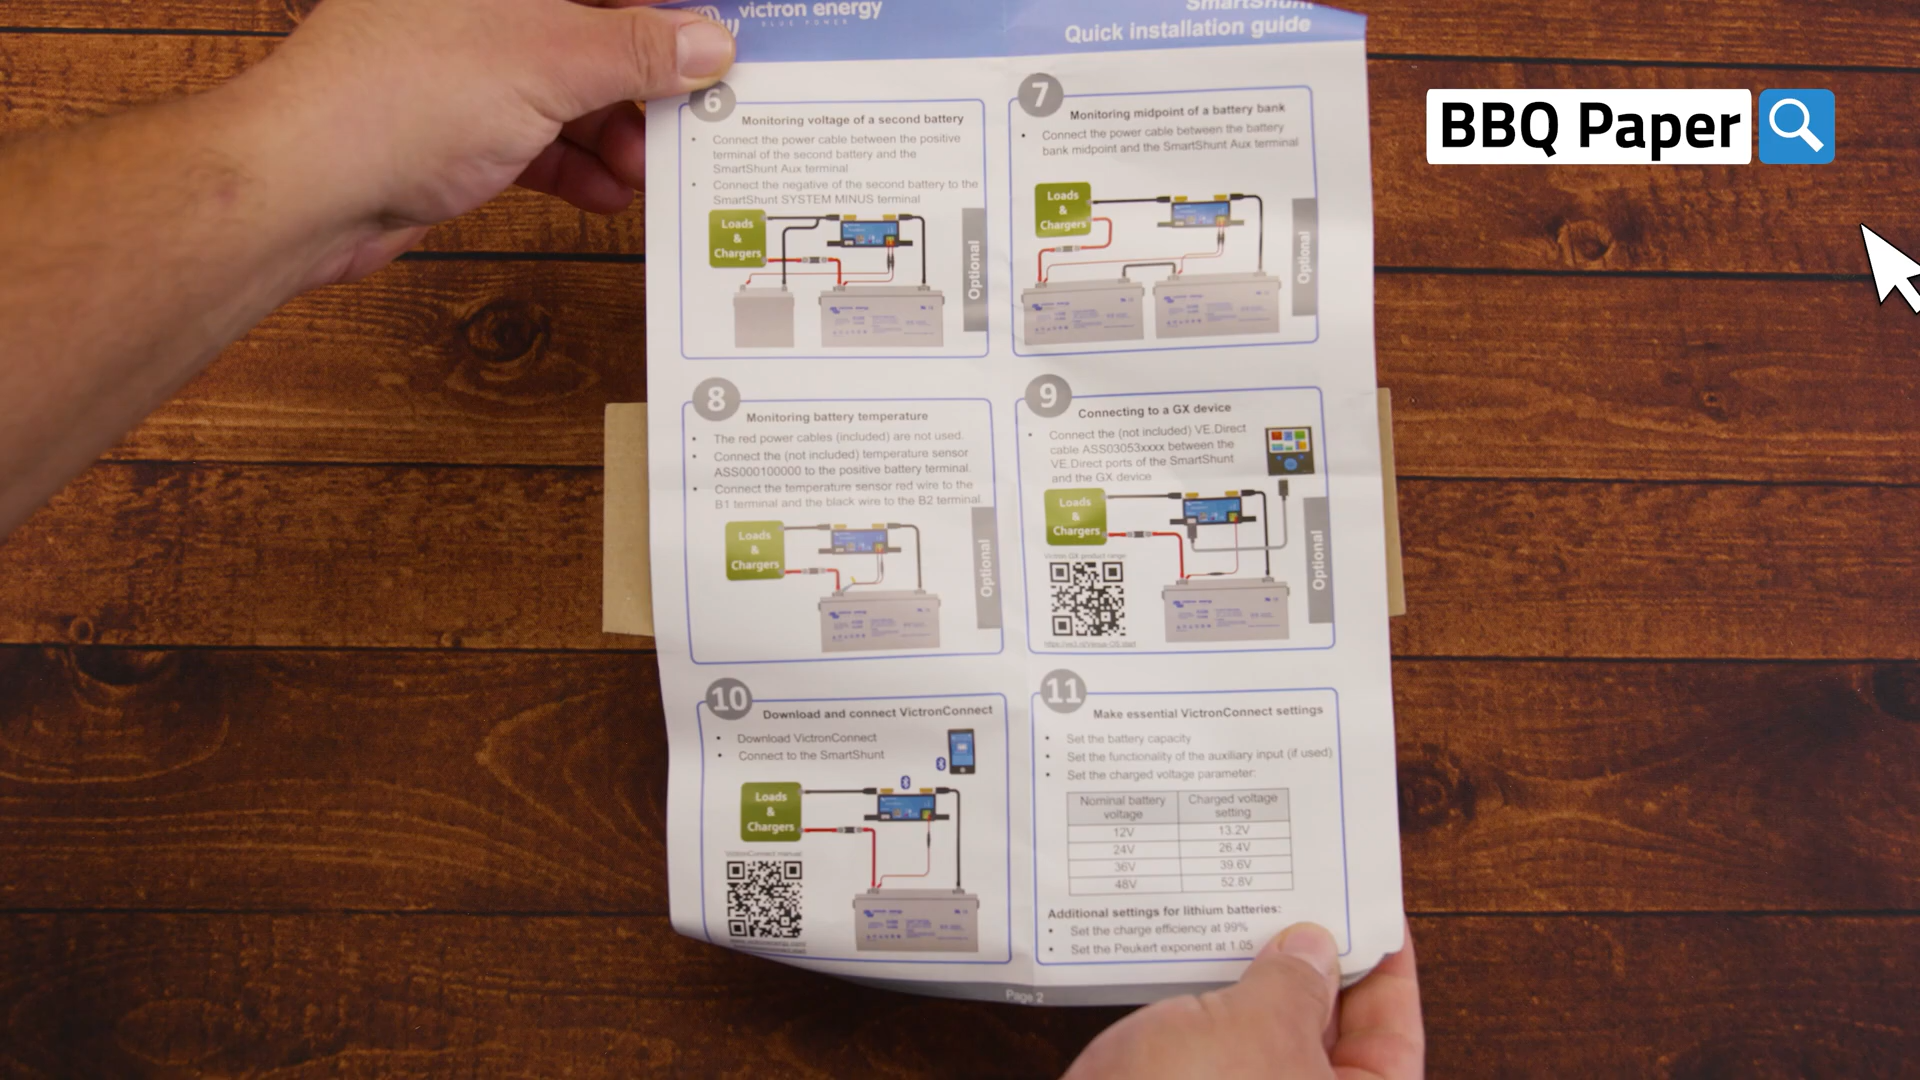 victron energy
BLUE POWER
SmartShunt
Quick installation guide
BBQ Paper
6
Monitoring voltage of a second battery
• Connect the power cable between the positive
terminal of the second battery and the
SmartShunt Aux terminal
• Connect the negative of the second battery to the
SmartShunt SYSTEM MINUS terminal
Loads
&
Chargers
Optional
7
Monitoring midpoint of a battery bank
• Connect the power cable between the battery
bank midpoint and the SmartShunt Aux terminal
Loads
&
Chargers
Optional
8
Monitoring battery temperature
• The red power cables (included) are not used.
• Connect the (not included) temperature sensor
ASS000100000 to the positive battery terminal.
• Connect the temperature sensor red wire to the
B1 terminal and the black wire to the B2 terminal.
Loads
&
Chargers
Optional
9
Connecting to a GX device
• Connect the (not included) VE.Direct
cable ASS03053xxxx between the
VE.Direct ports of the SmartShunt
and the GX device
Loads
&
Chargers
Victron GX product range
Optional
10
Download and connect VictronConnect
• Download VictronConnect
• Connect to the SmartShunt
Loads
&
Chargers
VictronConnect manual
11
Make essential VictronConnect settings
• Set the battery capacity
• Set the functionality of the auxiliary input (if used)
• Set the charged voltage parameter:
Nominal battery voltage Charged voltage setting
12V 13.2V
24V 26.4V
36V 39.6V
48V 52.8V
Additional settings for lithium batteries:
• Set the charge efficiency at 99%
• Set the Peukert exponent at 1.05
Page 2